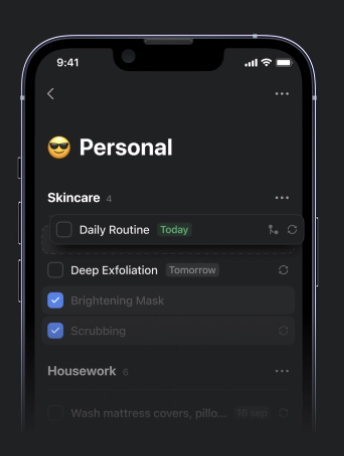 9:41
Personal
Skincare 4
Daily Routine Today
Deep Exfoliation Tomorrow
Brightening Mask
Scrubbing
Housework 6
Wash mattress covers, pillo...